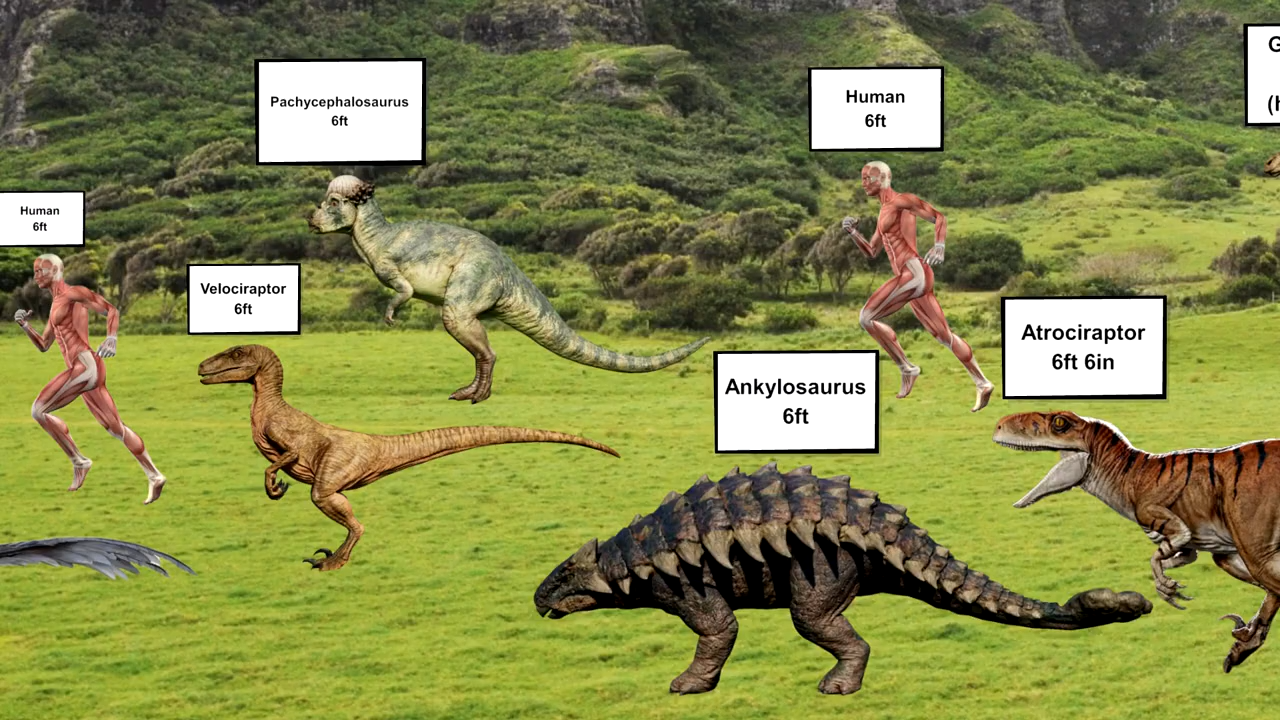 Pachycephalosaurus
6ft
Human
6ft
Human
6ft
Velociraptor
6ft
Atrociraptor
6ft 6in
Ankylosaurus
6ft